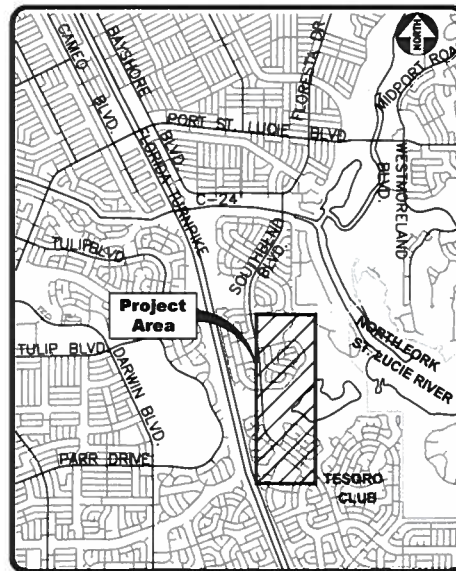 NORTH
CAMEO
BLVD.
BAYSHORE
BLVD.
FLORESTA DR.
MIDPORT ROAD
PORT ST. LUCIE BLVD
WESTMORELAND
BLVD.
FLORIDA TURNPIKE
C-24
TULIP BLVD.
SOUTHBEND
BLVD.
Project
Area
NORTH FORK
ST. LUCIE RIVER
TULIP BLVD.
DARWIN BLVD.
PARR DRIVE
TESORO
CLUB